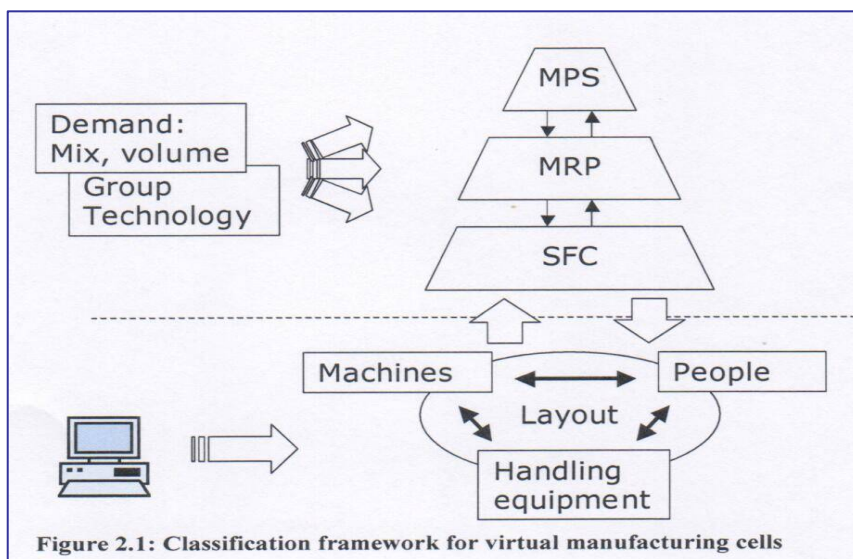 MPS
Demand:
Mix, volume
MRP
Group
Technology
SFC
Machines
People
Layout
Handling
equipment
Figure 2.1: Classification framework for virtual manufacturing cells